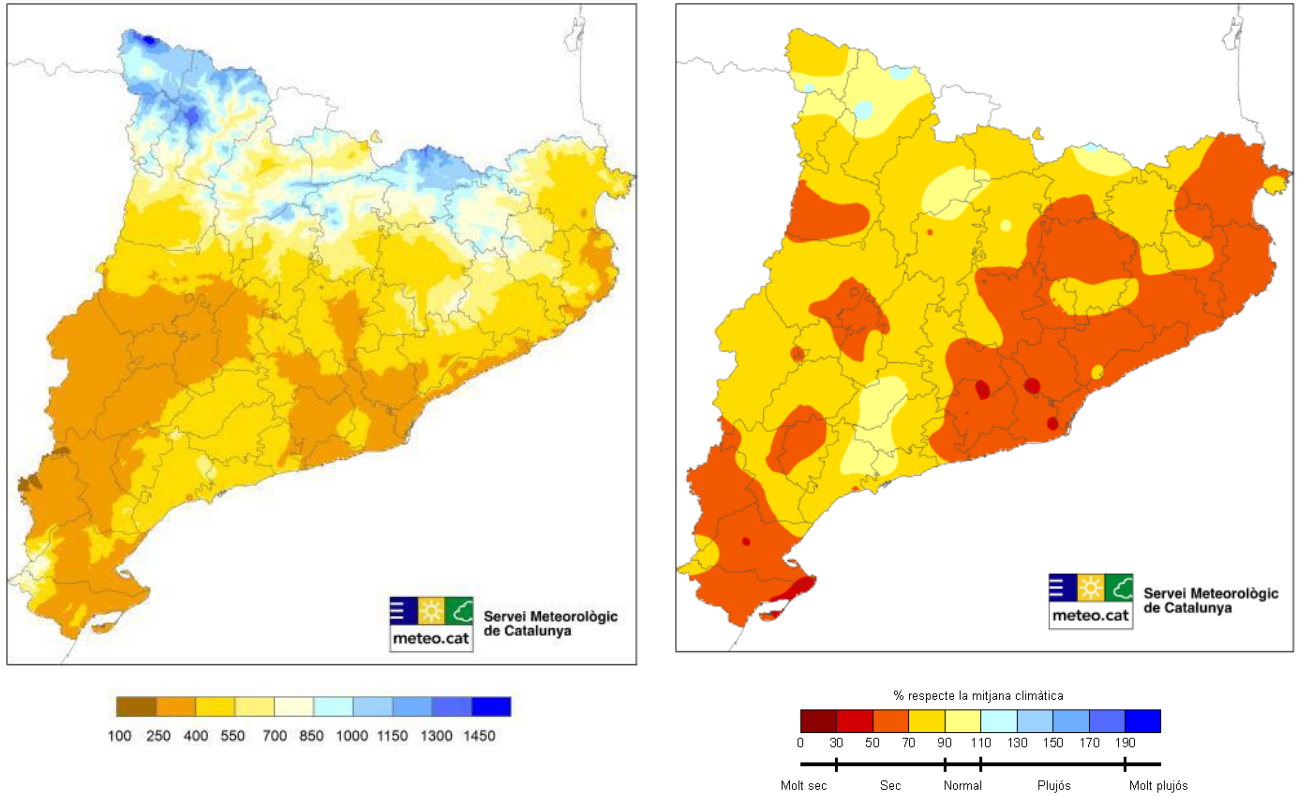 meteo.cat
Servei Meteorològic
de Catalunya
100 250 400 550 700 850 1000 1150 1300 1450
meteo.cat
Servei Meteorològic
de Catalunya
% respecte la mitjana climàtica
0 30 50 70 90 110 130 150 170 190
Molt sec Sec Normal Plujós Molt plujós